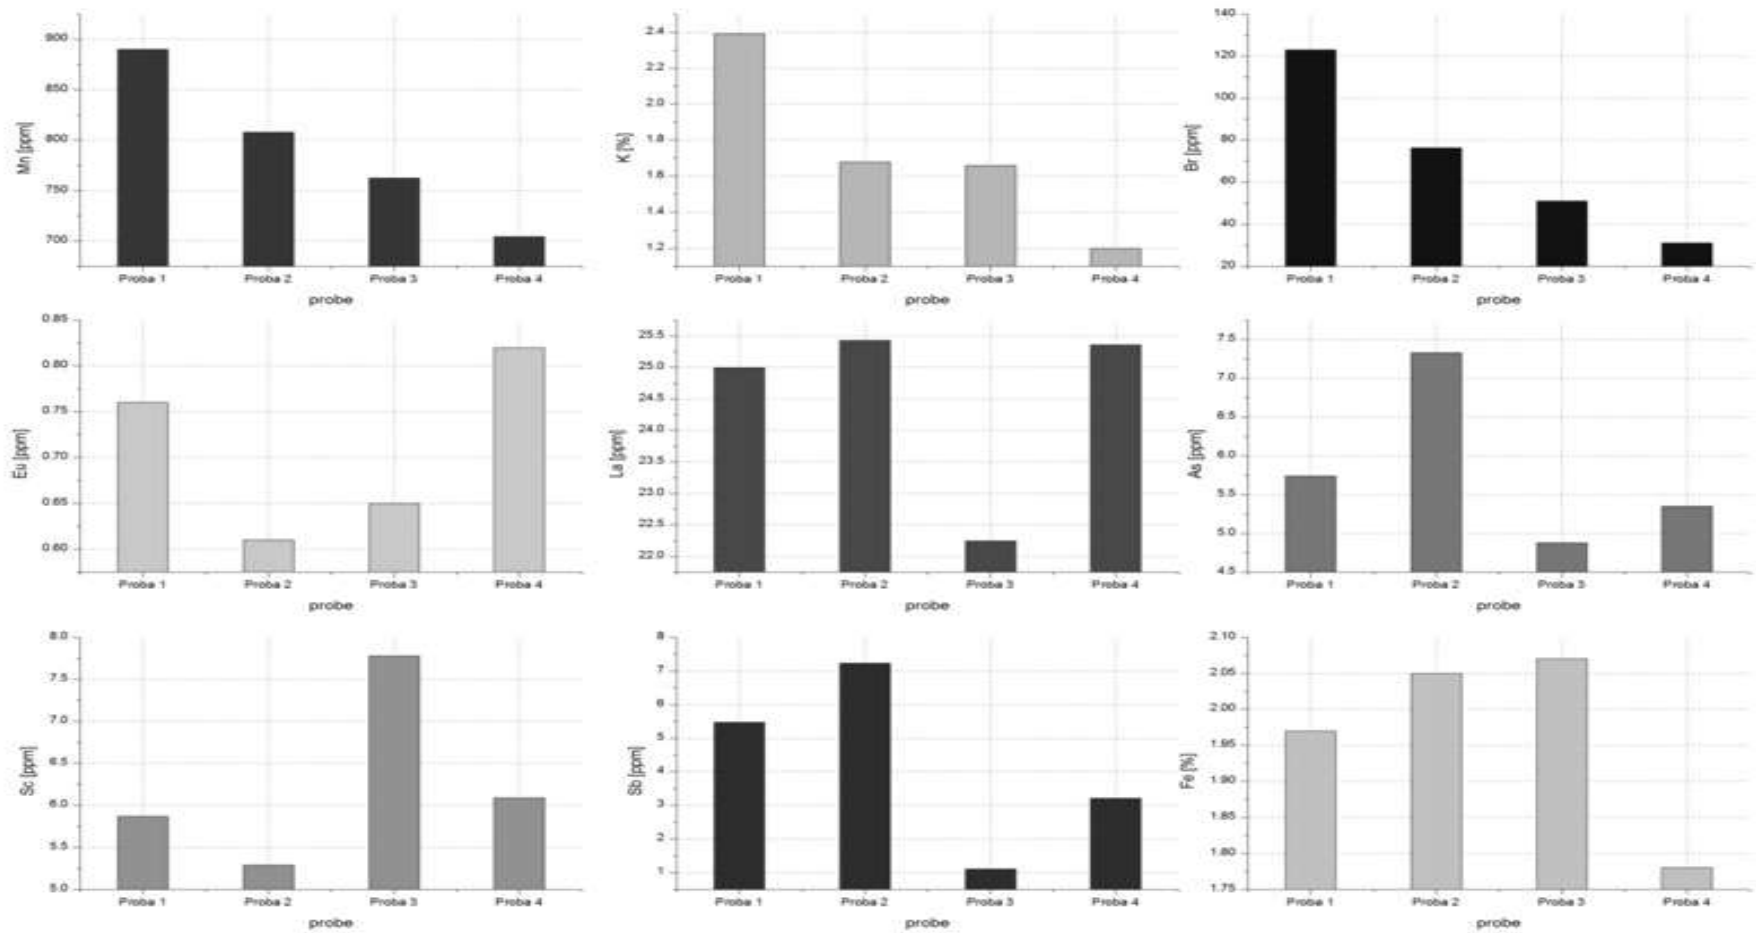 900
850
800
750
700
Mn [ppm]
Proba 1 Proba 2 Proba 3 Proba 4
probe
2.4
2.2
2.0
1.8
1.6
1.4
1.2
K [%]
Proba 1 Proba 2 Proba 3 Proba 4
probe
140
120
100
80
60
40
20
Br [ppm]
Proba 1 Proba 2 Proba 3 Proba 4
probe
0.85
0.80
0.75
0.70
0.65
0.60
Eu [ppm]
Proba 1 Proba 2 Proba 3 Proba 4
probe
25.5
25.0
24.5
24.0
23.5
23.0
22.5
22.0
La [ppm]
Proba 1 Proba 2 Proba 3 Proba 4
probe
7.5
7.0
6.5
6.0
5.5
5.0
4.5
As [ppm]
Proba 1 Proba 2 Proba 3 Proba 4
probe
8.0
7.5
7.0
6.5
6.0
5.5
5.0
Sc [ppm]
Proba 1 Proba 2 Proba 3 Proba 4
probe
8
7
6
5
4
3
2
1
Sb [ppm]
Proba 1 Proba 2 Proba 3 Proba 4
probe
2.10
2.05
2.00
1.95
1.90
1.85
1.80
1.75
Fe [%]
Proba 1 Proba 2 Proba 3 Proba 4
probe